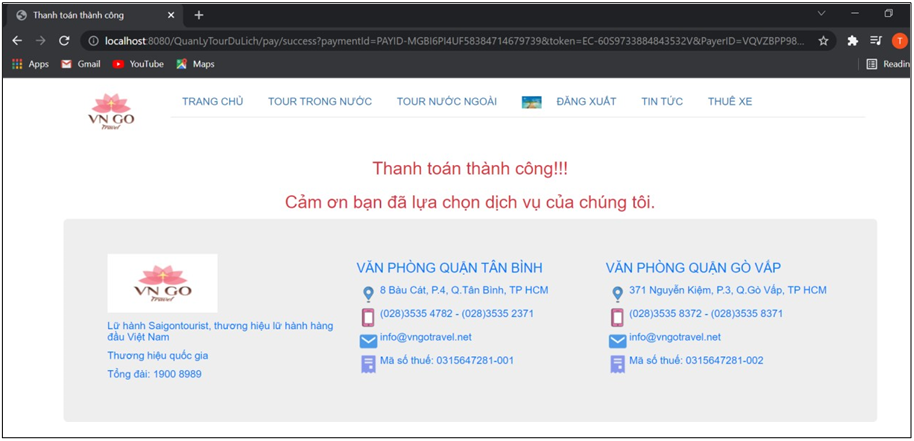 Thanh toán thành công
localhost:8080/QuanLyTourDuLich/pay/success?paymentId=PAYID-MGBI6PI4UF58384714679739&token=EC-60S9733884843532V&PayerID=VQVZBPP98...
T
Apps Gmail YouTube Maps Readin
VN GO
Travel
TRANG CHỦ TOUR TRONG NƯỚC TOUR NƯỚC NGOÀI ĐĂNG XUẤT TIN TỨC THUÊ XE
Thanh toán thành công!!!
Cảm ơn bạn đã lựa chọn dịch vụ của chúng tôi.
VN GO
Travel
Lữ hành Saigontourist, thương hiệu lữ hành hàng
đầu Việt Nam
Thương hiệu quốc gia
Tổng đài: 1900 8989
VĂN PHÒNG QUẬN TÂN BÌNH
8 Bàu Cát, P.4, Q.Tân Bình, TP HCM
(028)3535 4782 - (028)3535 2371
info@vngotravel.net
Mã số thuế: 0315647281-001
VĂN PHÒNG QUẬN GÒ VẤP
371 Nguyễn Kiệm, P.3, Q.Gò Vấp, TP HCM
(028)3535 8372 - (028)3535 8371
info@vngotravel.net
Mã số thuế: 0315647281-002